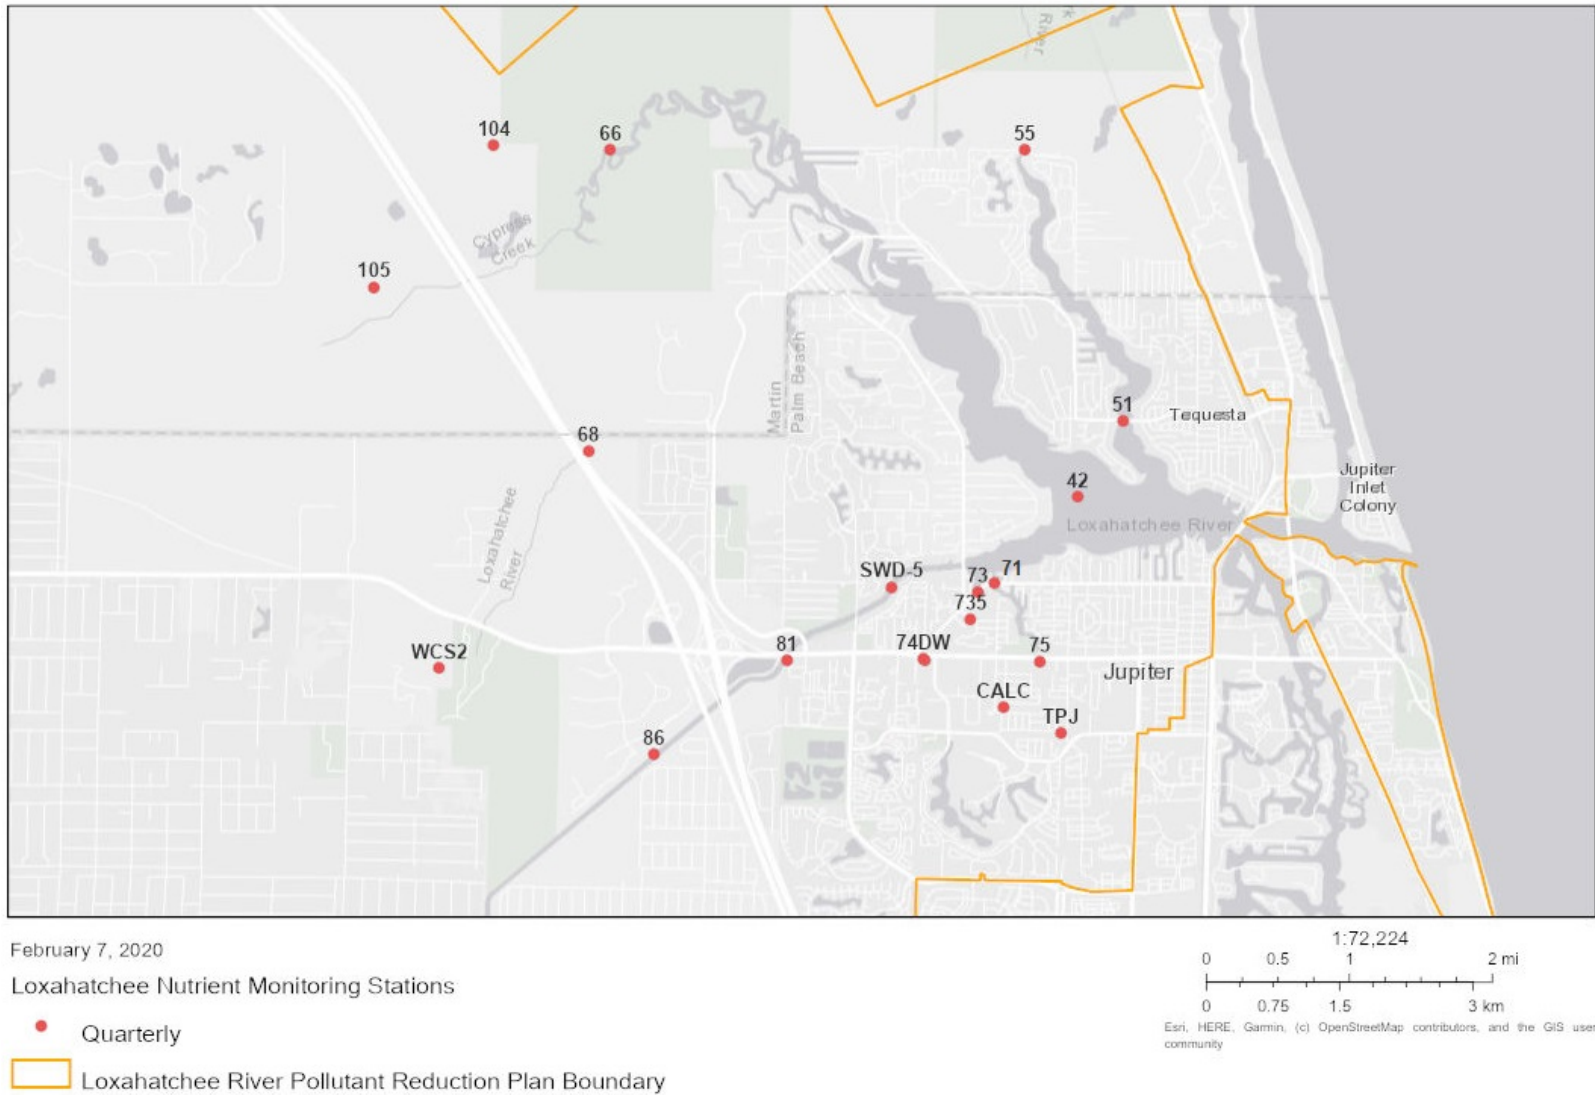 River
104
66
55
Cypress
Creek
105
Martin
Palm Beach
51
Tequesta
68
42
Jupiter
Inlet
Colony
Loxahatchee River
Loxahatchee
River
SWD-5
73
71
735
WCS2
81
74DW
75
Jupiter
CALC
TPJ
86
February 7, 2020
Loxahatchee Nutrient Monitoring Stations
Quarterly
Loxahatchee River Pollutant Reduction Plan Boundary
1:72,224
0 0.5 1 2 mi
0 0.75 1.5 3 km
Esri, HERE, Garmin, (c) OpenStreetMap contributors, and the GIS user
community